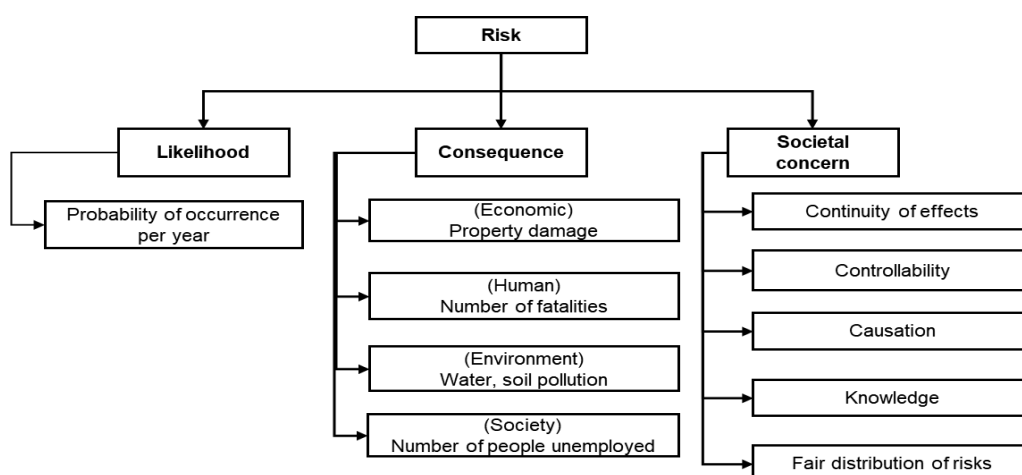 Risk
Likelihood
Probability of occurrence
per year
Consequence
(Economic)
Property damage
(Human)
Number of fatalities
(Environment)
Water, soil pollution
(Society)
Number of people unemployed
Societal
concern
Continuity of effects
Controllability
Causation
Knowledge
Fair distribution of risks